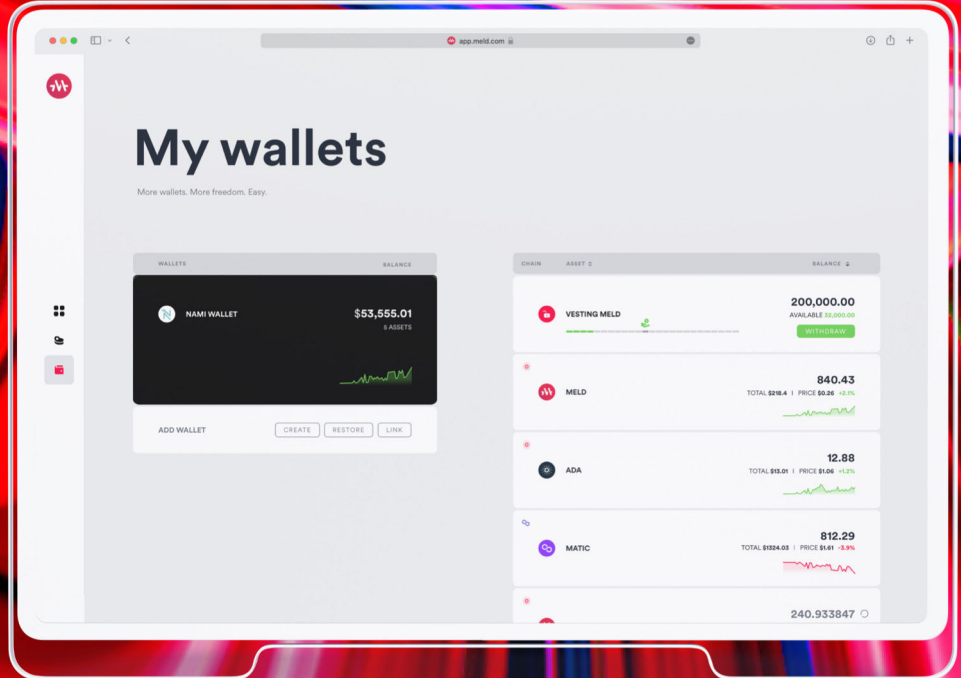 app.meld.com
My wallets
More wallets. More freedom. Easy.
WALLETS BALANCE
NAMI WALLET $53,555.01
5 ASSETS
ADD WALLET CREATE RESTORE LINK
CHAIN ASSET BALANCE
VESTING MELD 200,000.00
AVAILABLE 32,000.00
WITHDRAW
MELD 840.43
TOTAL $218.4 | PRICE $0.26 +2.1%
ADA 12.88
TOTAL $13.01 | PRICE $1.06 +1.2%
MATIC 812.29
TOTAL $1324.03 | PRICE $1.61 -3.9%
240.933847